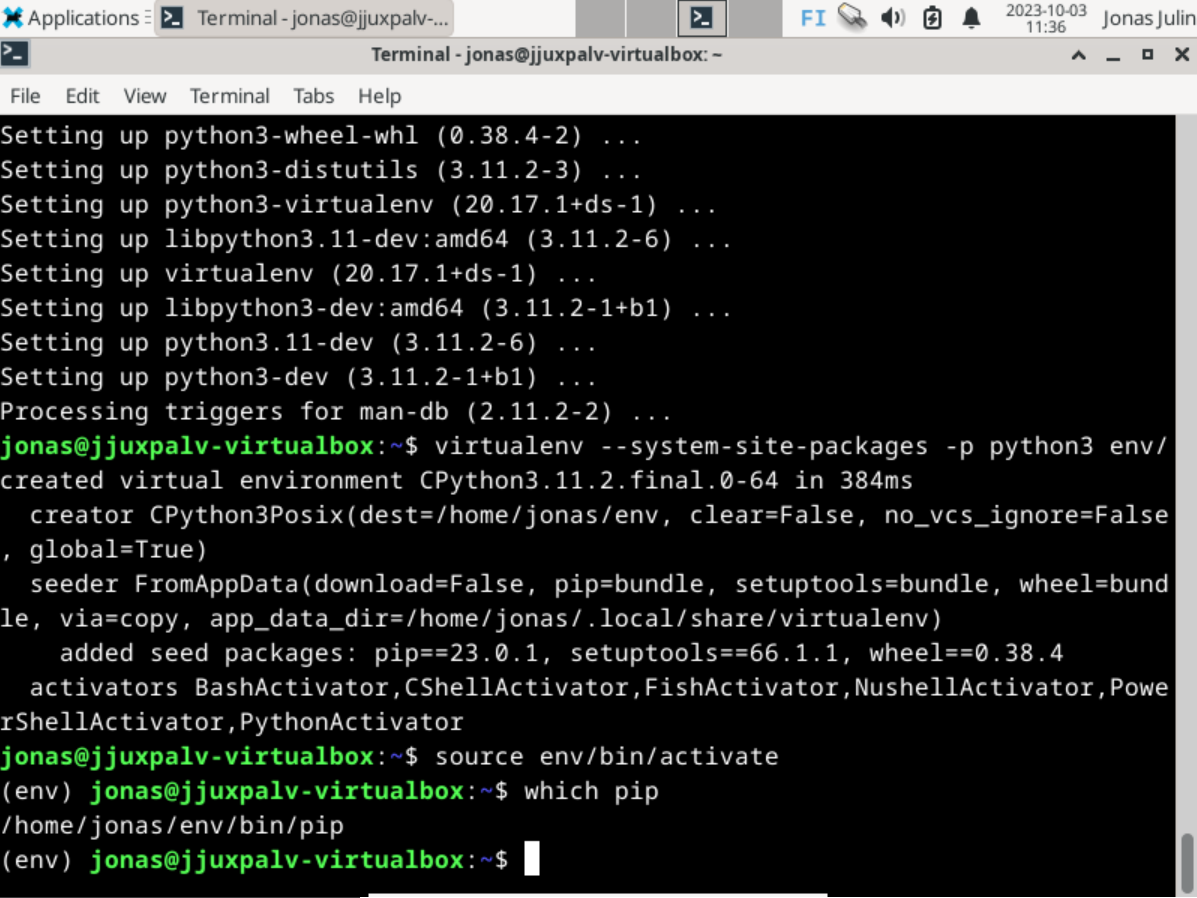 Applications
Terminal - jonas@jjuxpalv-...
FI
2023-10-03
11:36
Jonas Julin
Terminal - jonas@jjuxpalv-virtualbox: ~
File Edit View Terminal Tabs Help
Setting up python3-wheel-whl (0.38.4-2) ...
Setting up python3-distutils (3.11.2-3) ...
Setting up python3-virtualenv (20.17.1+ds-1) ...
Setting up libpython3.11-dev:amd64 (3.11.2-6) ...
Setting up virtualenv (20.17.1+ds-1) ...
Setting up libpython3-dev:amd64 (3.11.2-1+b1) ...
Setting up python3.11-dev (3.11.2-6) ...
Setting up python3-dev (3.11.2-1+b1) ...
Processing triggers for man-db (2.11.2-2) ...
jonas@jjuxpalv-virtualbox:~$ virtualenv --system-site-packages -p python3 env/
created virtual environment CPython3.11.2.final.0-64 in 384ms
  creator CPython3Posix(dest=/home/jonas/env, clear=False, no_vcs_ignore=False
, global=True)
  seeder FromAppData(download=False, pip=bundle, setuptools=bundle, wheel=bund
le, via=copy, app_data_dir=/home/jonas/.local/share/virtualenv)
    added seed packages: pip==23.0.1, setuptools==66.1.1, wheel==0.38.4
  activators BashActivator,CShellActivator,FishActivator,NushellActivator,Powe
rShellActivator,PythonActivator
jonas@jjuxpalv-virtualbox:~$ source env/bin/activate
(env) jonas@jjuxpalv-virtualbox:~$ which pip
/home/jonas/env/bin/pip
(env) jonas@jjuxpalv-virtualbox:~$